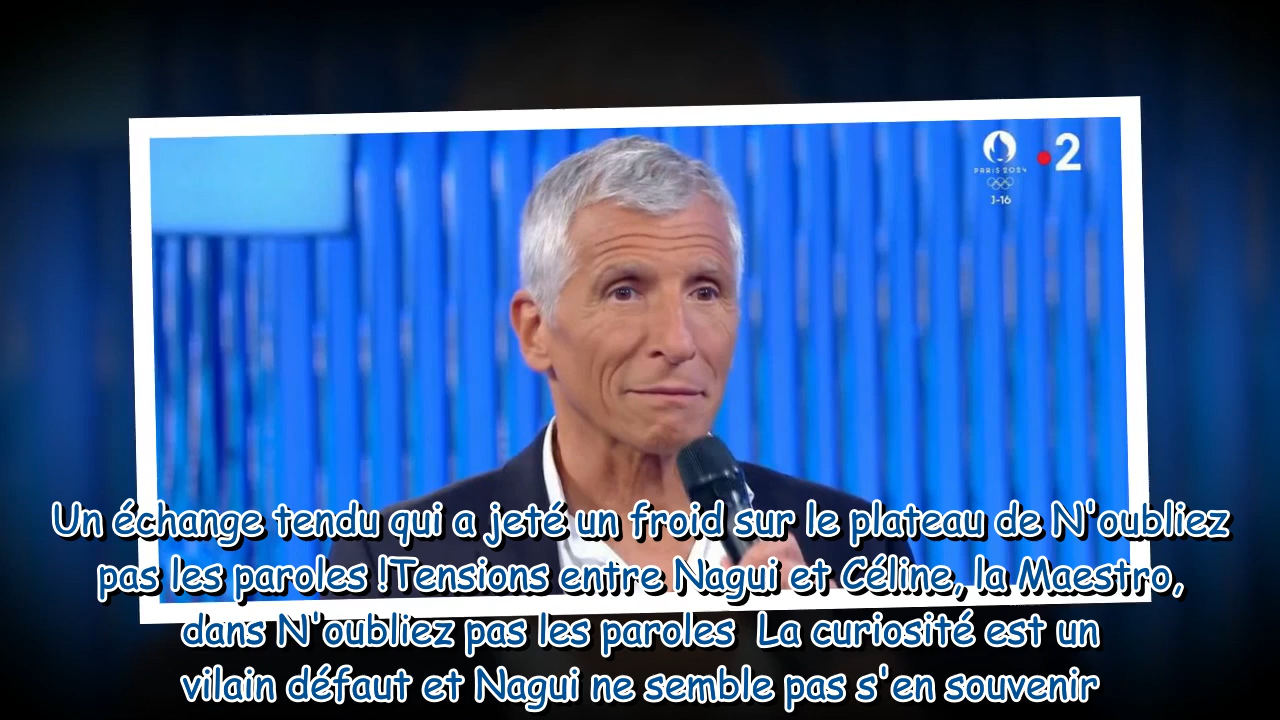 PARIS 2024
2
J-16
Un échange tendu qui a jeté un froid sur le plateau de N'oubliez
pas les paroles !Tensions entre Nagui et Céline, la Maestro,
dans N'oubliez pas les paroles La curiosité est un
vilain défaut et Nagui ne semble pas s'en souvenir